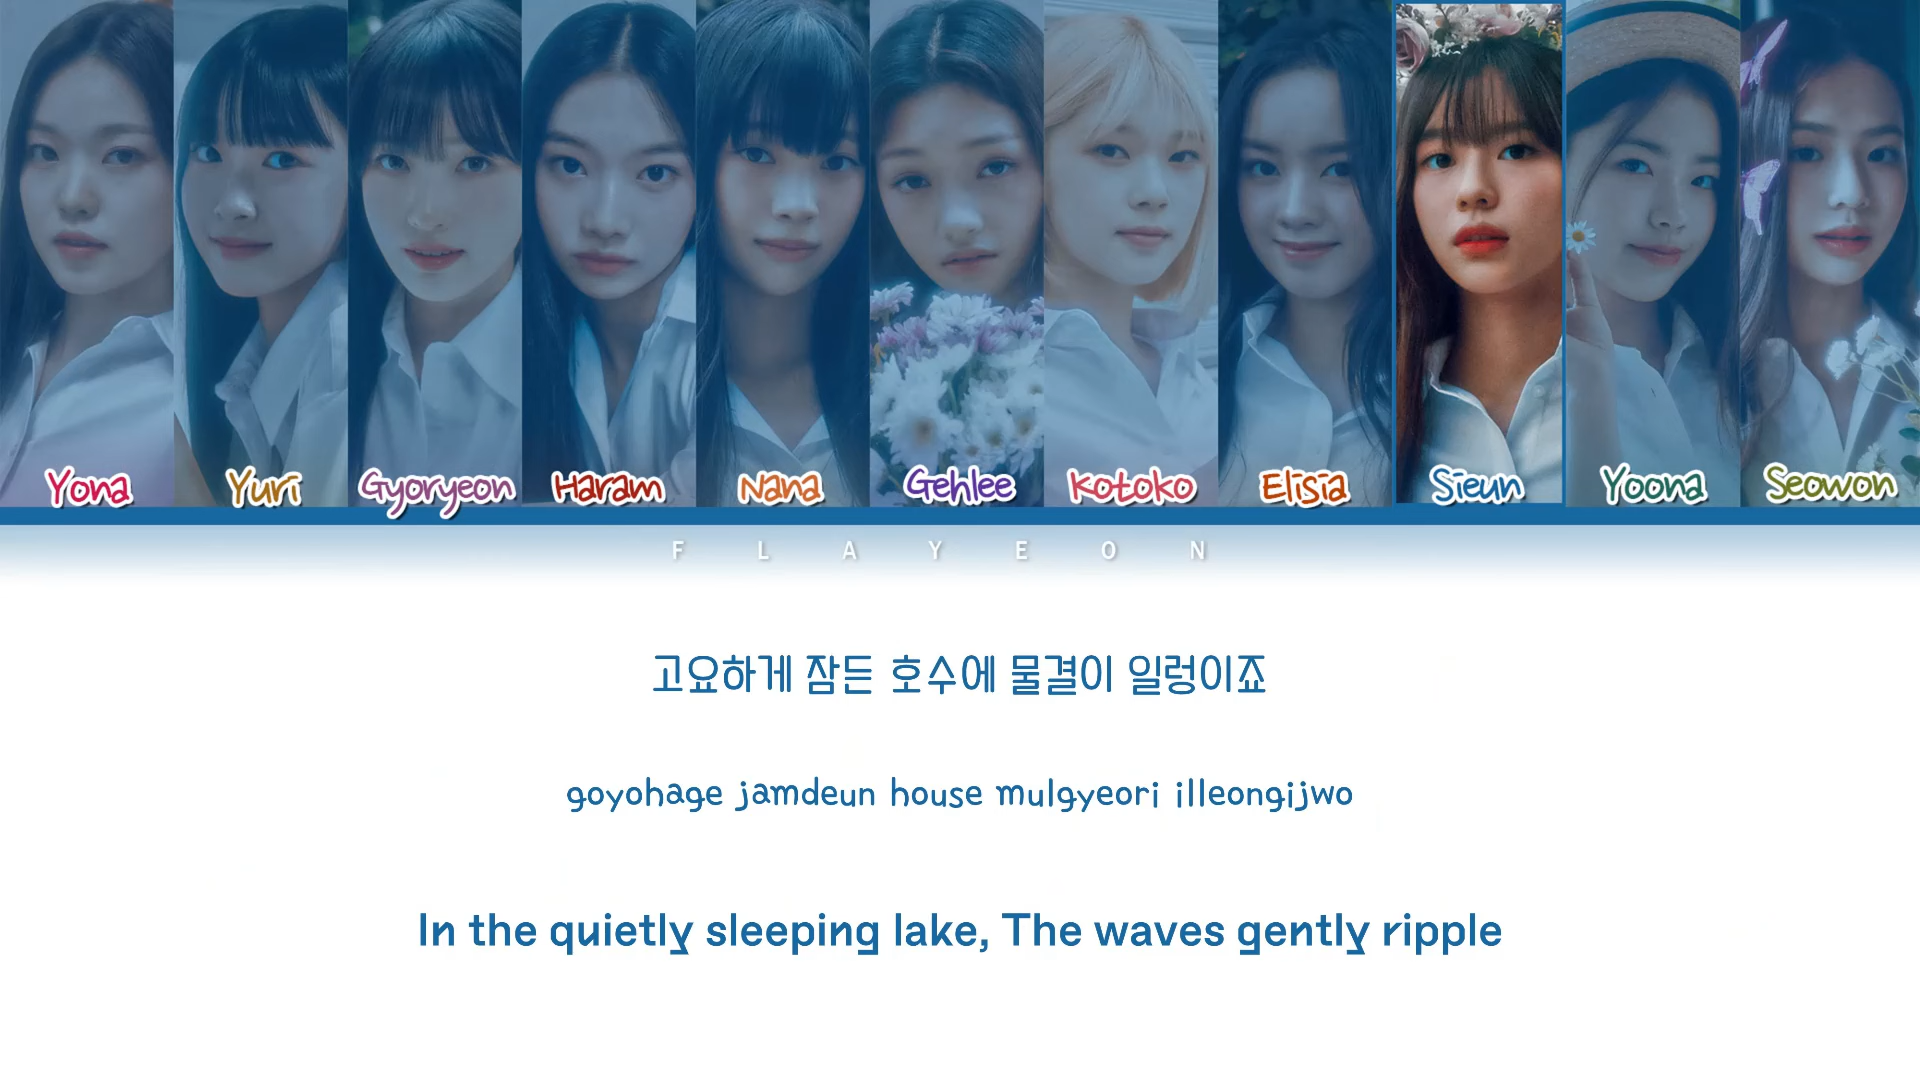 Yona Yuri Gyoryeon Haram Nana Gehlee Kotoko Elisia Sieun Yoona Seowon
FLAYEON
고요하게 잠든 호수에 물결이 일렁이죠
goyohage jamdeun house mulgyeori illeongijwo
In the quietly sleeping lake, The waves gently ripple